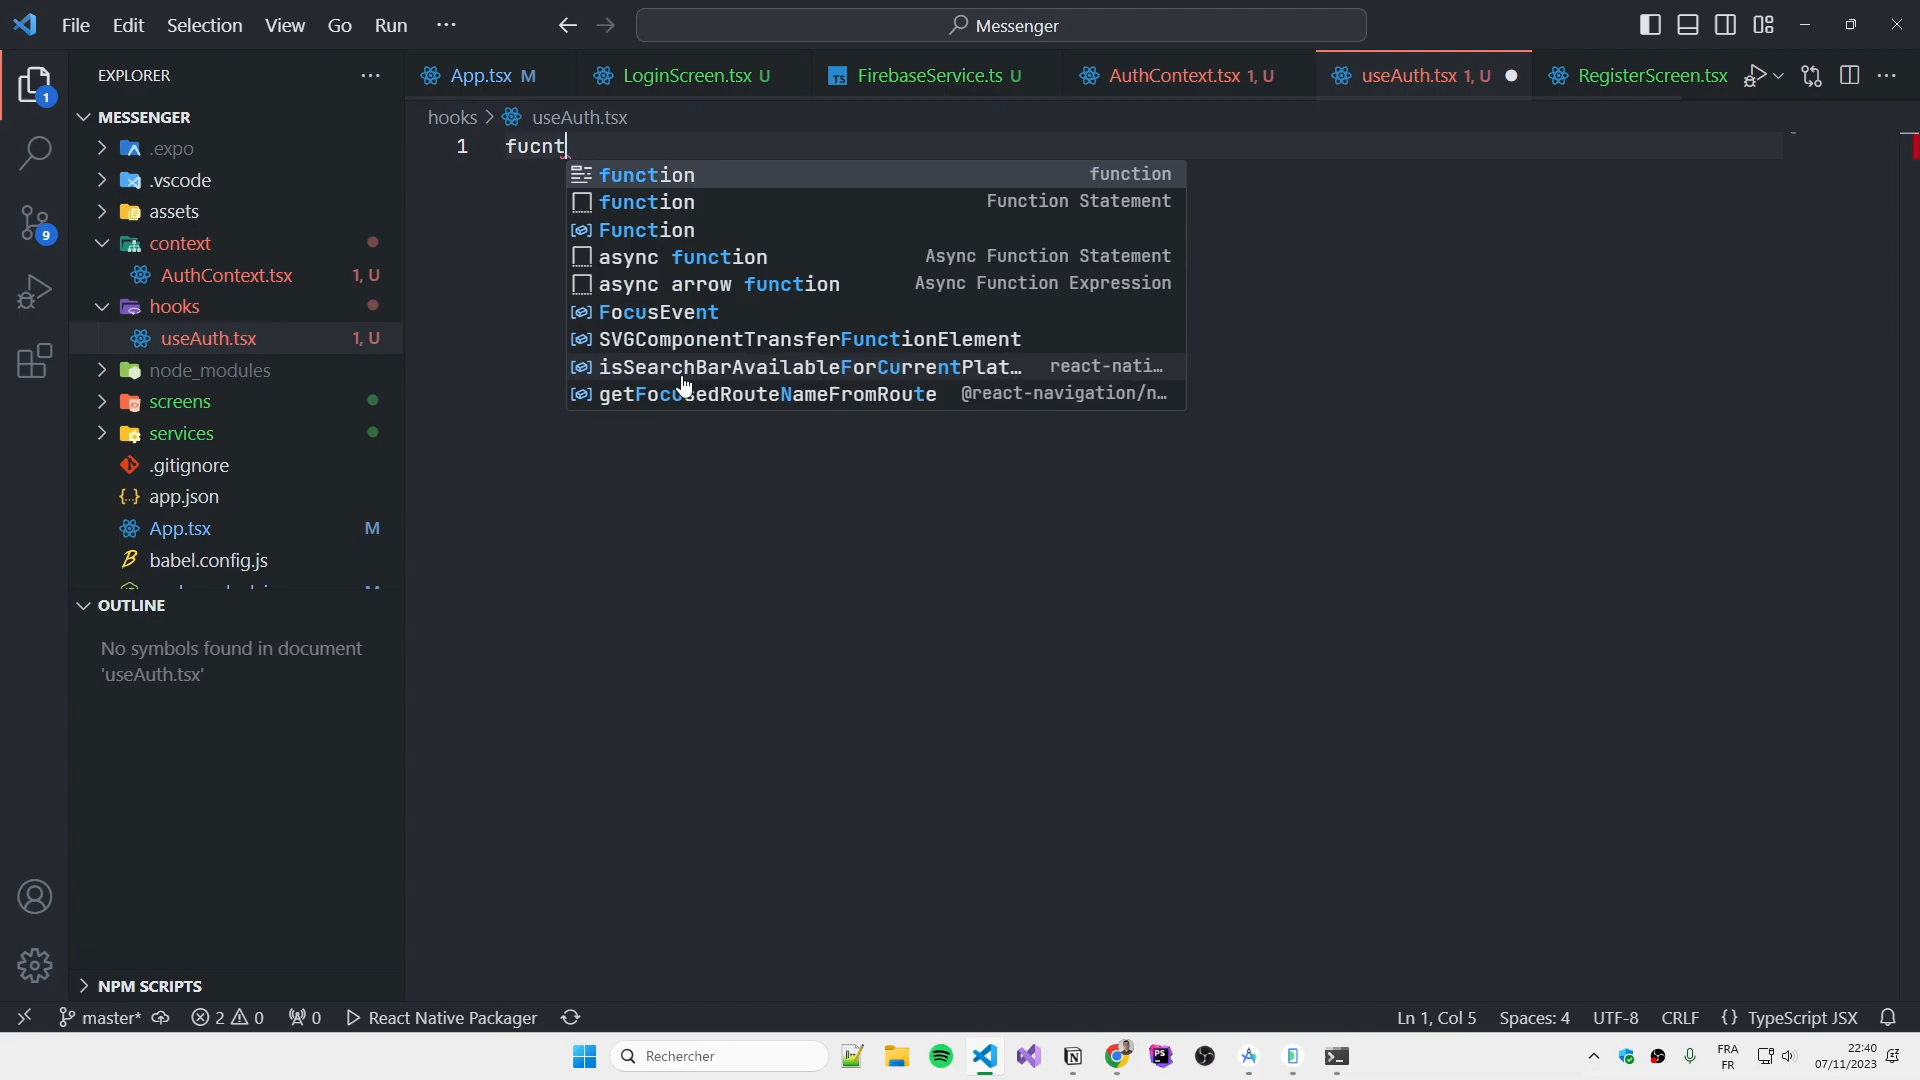 File Edit Selection View Go Run ···
Messenger
EXPLORER
App.tsx M
LoginScreen.tsx U
TS FirebaseService.ts U
AuthContext.tsx 1, U
useAuth.tsx 1, U
RegisterScreen.tsx
1
MESSENGER
hooks > useAuth.tsx
.expo
1 fucnt
.vscode
assets
context
AuthContext.tsx 1, U
hooks
useAuth.tsx 1, U
node_modules
screens
services
.gitignore
{..} app.json
App.tsx M
babel.config.js
function function
function Function Statement
Function
async function Async Function Statement
async arrow function Async Function Expression
FocusEvent
SVGComponentTransferFunctionElement
isSearchBarAvailableForCurrentPlat… react-nati…
getFocusedRouteNameFromRoute @react-navigation/n…
9
OUTLINE
No symbols found in document
'useAuth.tsx'
NPM SCRIPTS
master* 2 0 0 React Native Packager
Ln 1, Col 5 Spaces: 4 UTF-8 CRLF {} TypeScript JSX
Rechercher
PS
FRA
FR
22:40
07/11/2023